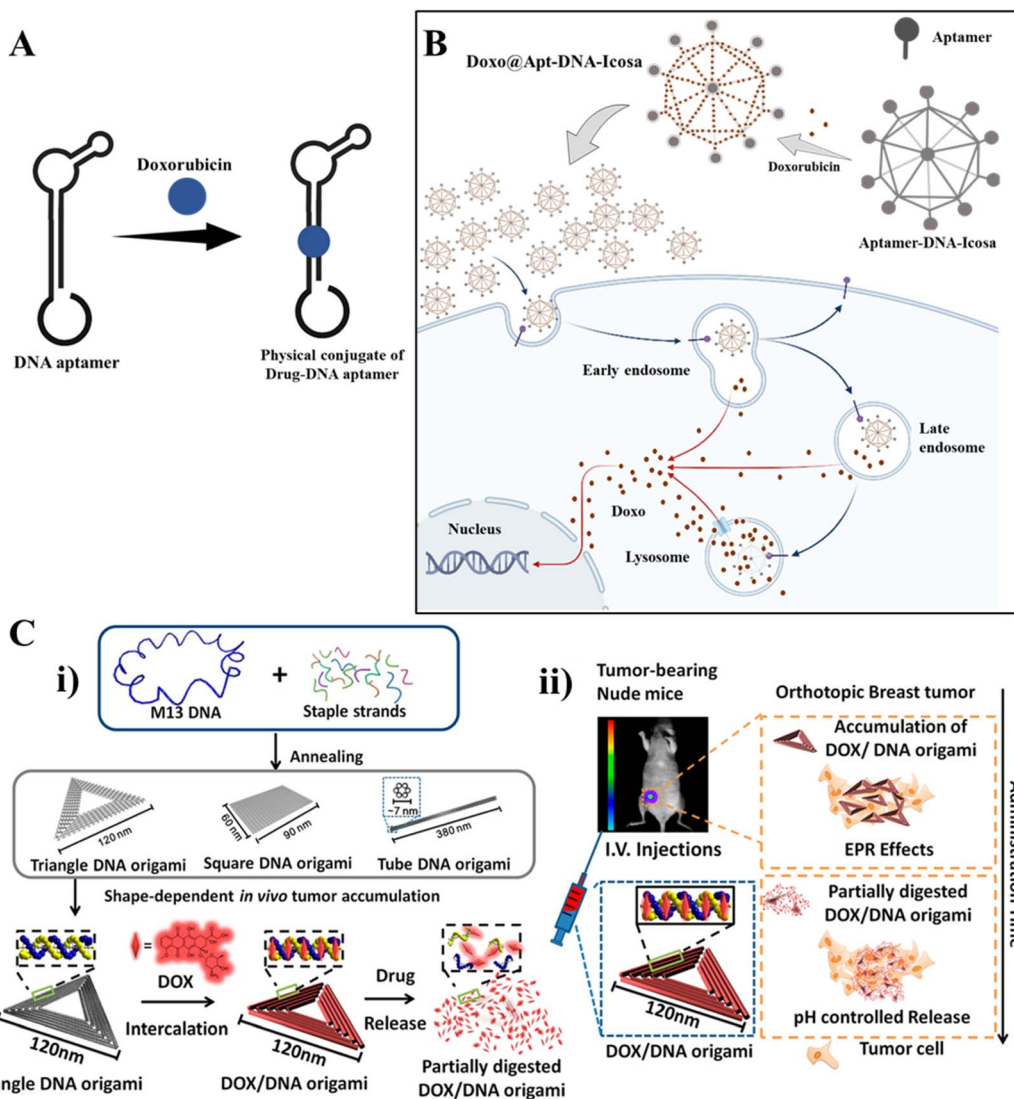 A
Doxorubicin
DNA aptamer
Physical conjugate of
Drug-DNA aptamer
B
Doxo@Apt-DNA-Icosa
Aptamer
Doxorubicin
Aptamer-DNA-Icosa
Early endosome
Late
endosome
Doxo
Nucleus
Lysosome
C
i)
M13 DNA
+
Staple strands
Annealing
120 nm
60 nm
90 nm
~7 nm
380 nm
Triangle DNA origami
Square DNA origami
Tube DNA origami
Shape-dependent in vivo tumor accumulation
=
DOX
Intercalation
Drug
Release
120nm
120nm
ngle DNA origami
DOX/DNA origami
Partially digested
DOX/DNA origami
ii)
Tumor-bearing
Nude mice
I.V. Injections
120nm
DOX/DNA origami
Orthotopic Breast tumor
Accumulation of
DOX/ DNA origami
EPR Effects
Partially digested
DOX/DNA origami
pH controlled Release
Tumor cell